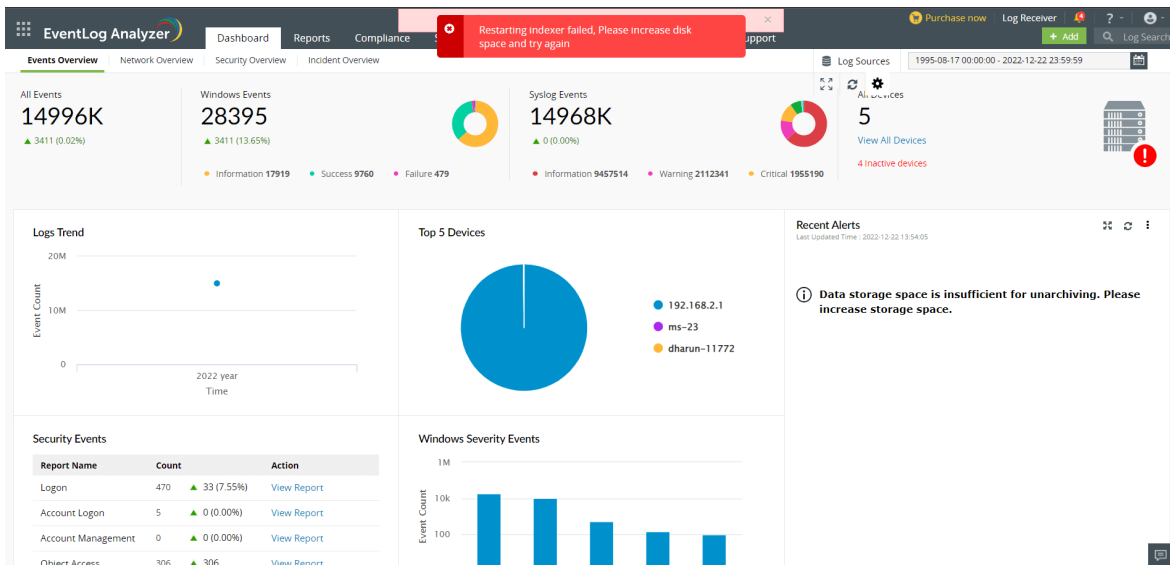 Restarting indexer failed, Please increase disk
space and try again
Purchase now
Log Receiver
4
?
EventLog Analyzer
Dashboard
Reports
Compliance
S
upport
+ Add
Log Search
Events Overview
Network Overview
Security Overview
Incident Overview
Log Sources
1995-08-17 00:00:00 - 2022-12-22 23:59:59
All Events
14996K
3411 (0.02%)
Windows Events
28395
3411 (13.65%)
Information 17919
Success 9760
Failure 479
Syslog Events
14968K
0 (0.00%)
Information 9457514
Warning 2112341
Critical 1955190
Devices
5
View All Devices
4 Inactive devices
Logs Trend
20M
10M
0
Event Count
2022 year
Time
Top 5 Devices
192.168.2.1
ms-23
dharun-11772
Recent Alerts
Last Updated Time : 2022-12-22 13:54:05
Data storage space is insufficient for unarchiving. Please
increase storage space.
Security Events
Report Name Count Action
Logon 470 33 (7.55%) View Report
Account Logon 5 0 (0.00%) View Report
Account Management 0 0 (0.00%) View Report
Object Access 306 306 View Report
Windows Severity Events
1M
10k
100
Event Count